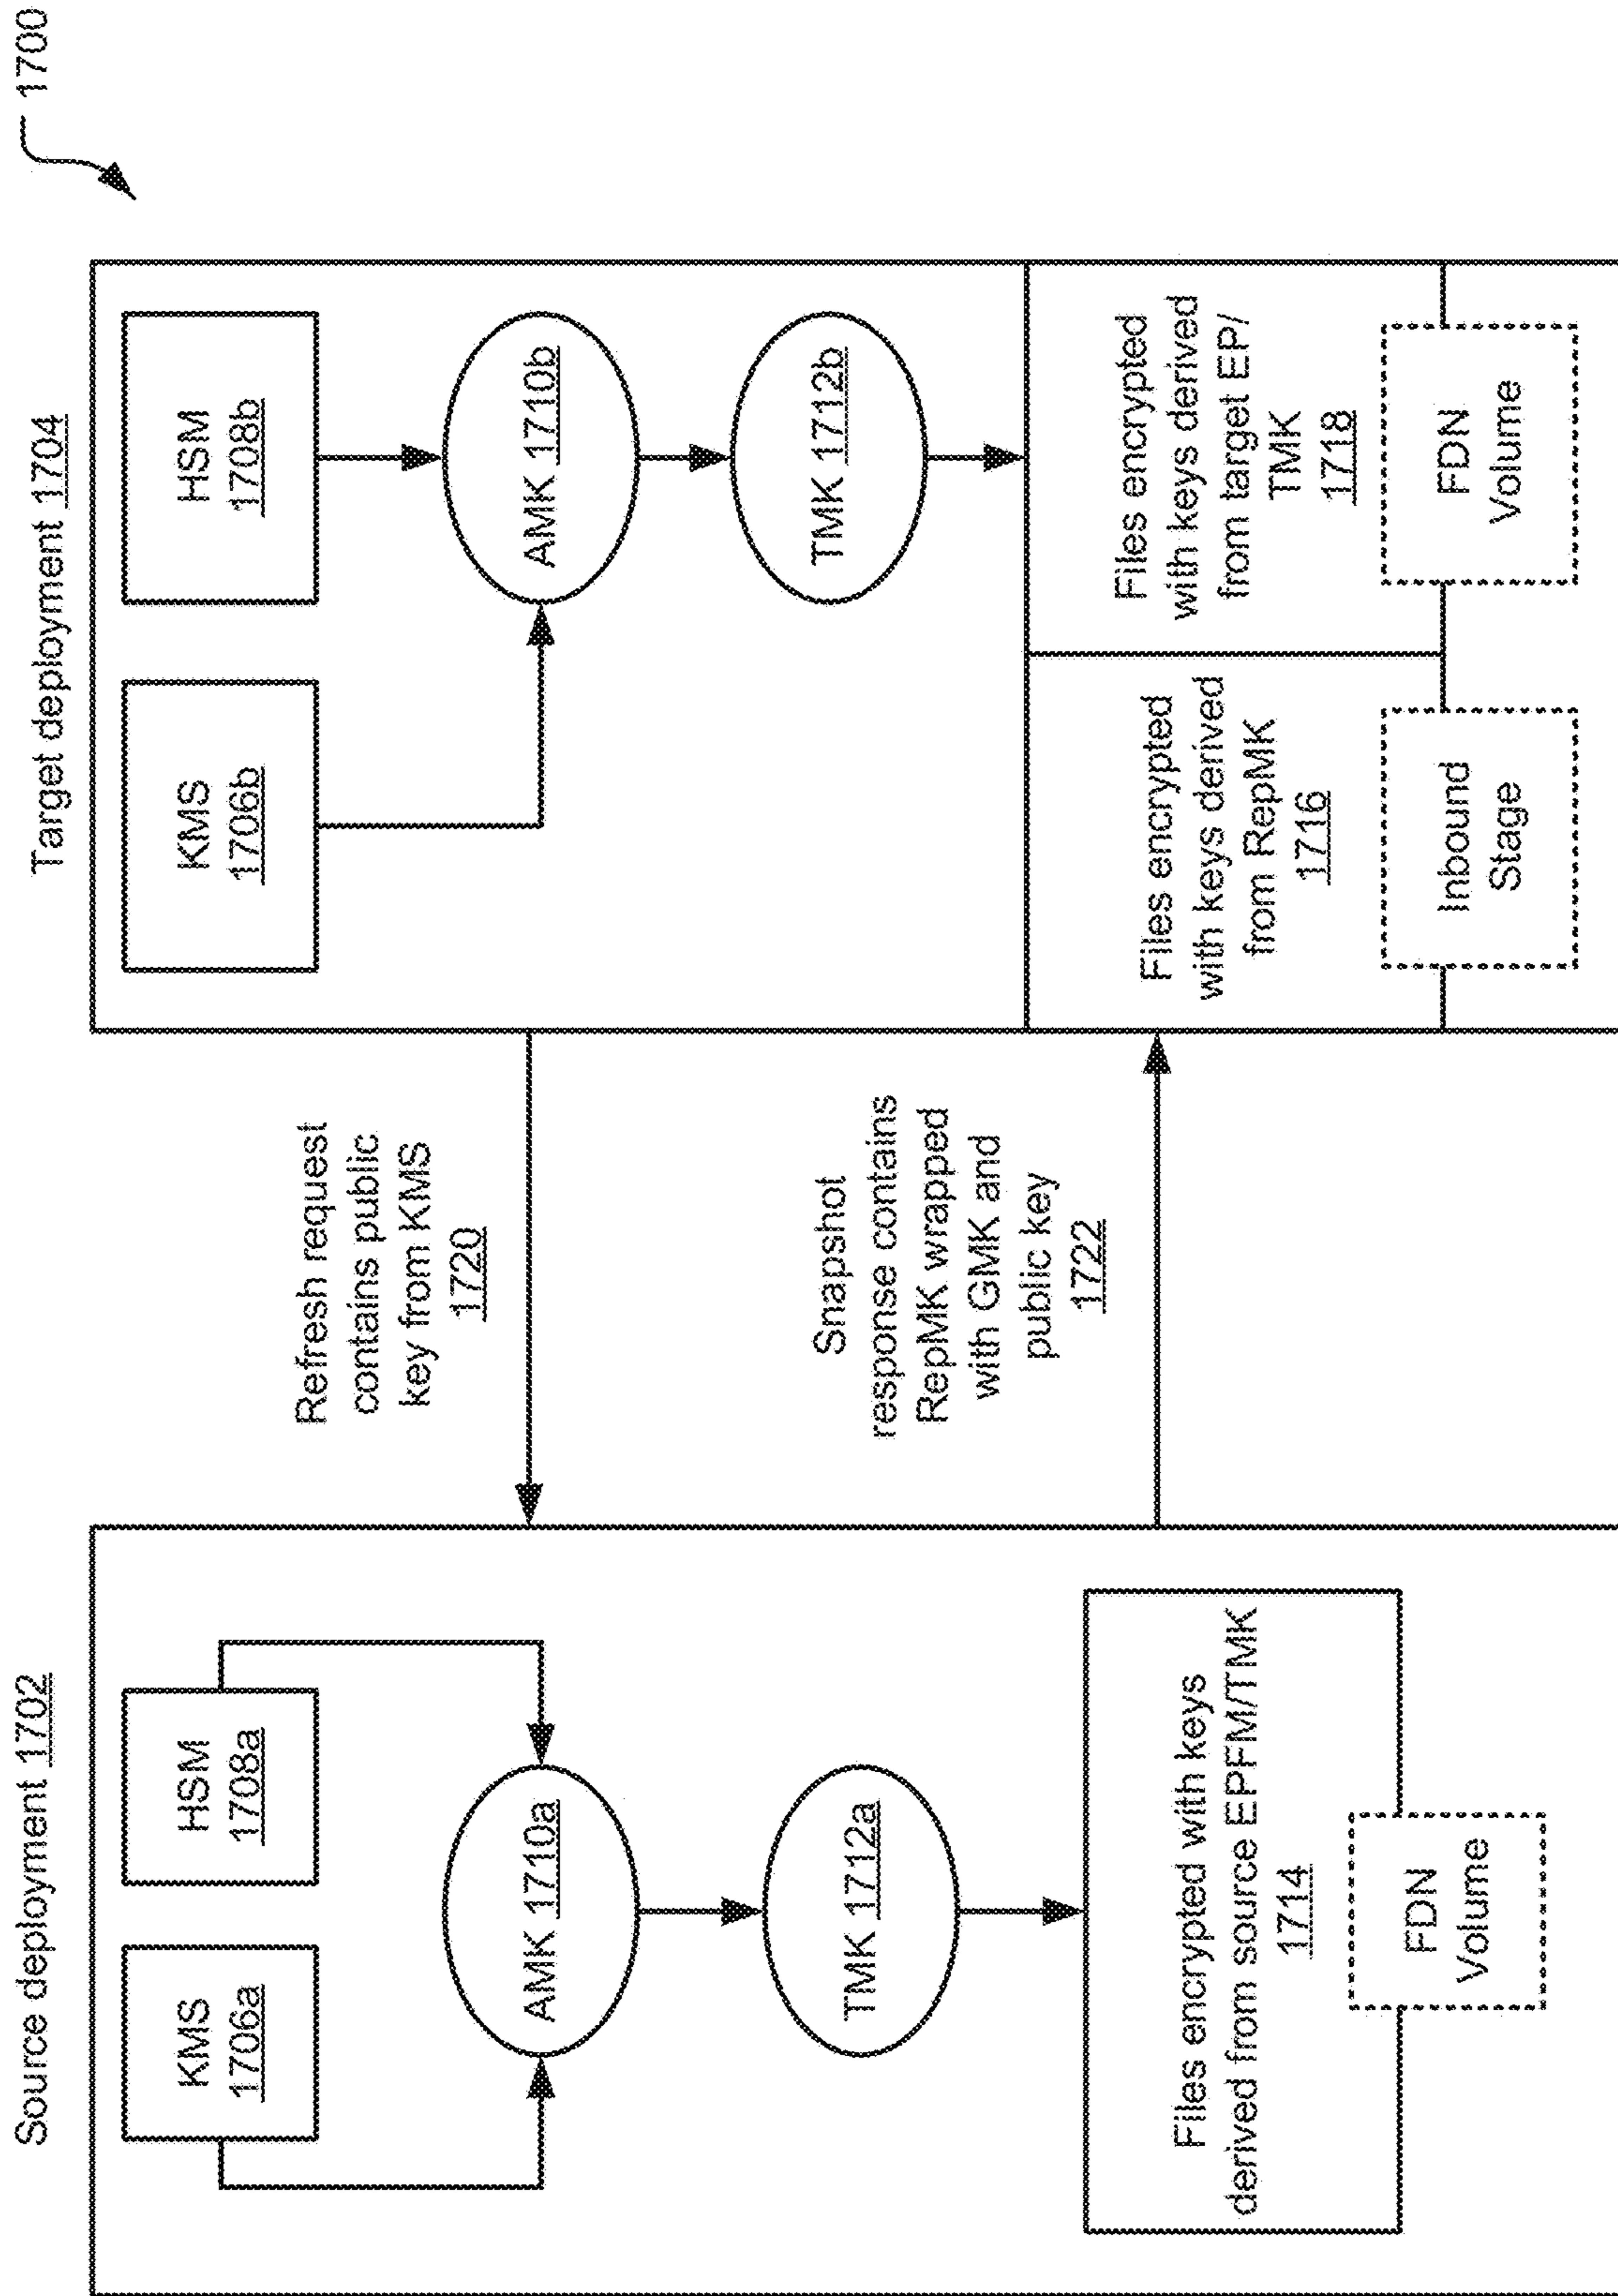 1700
Source deployment 1702
KMS
1706a
HSM
1708a
AMK 1710a
TMK 1712a
Files encrypted with keys
derived from source EPFM/TMK
1714
FDN
Volume
Refresh request
contains public
key from KMS
1720
Snapshot
response contains
RepMK wrapped
with GMK and
public key
1722
Target deployment 1704
KMS
1706b
HSM
1708b
AMK 1710b
TMK 1712b
Files encrypted
with keys derived
from RepMK
1716
Inbound
Stage
Files encrypted
with keys derived
from target EP/
TMK
1718
FDN
Volume